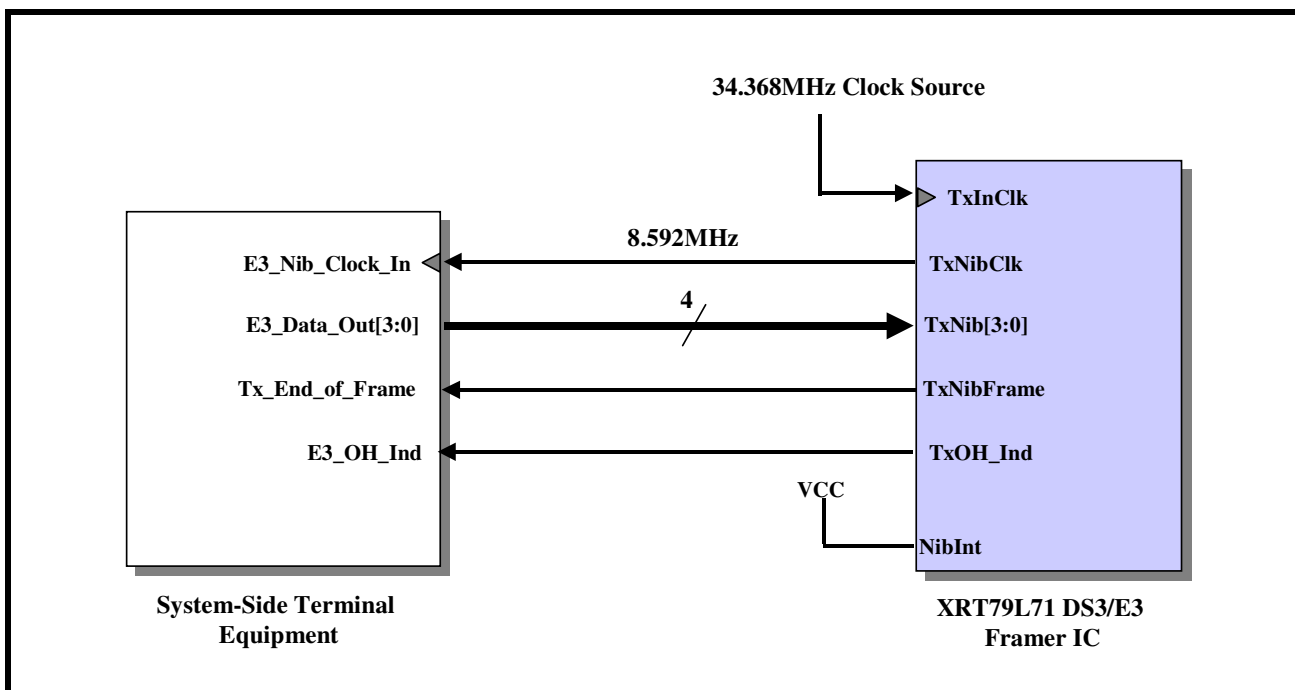 34.368MHz Clock Source
TxInClk
8.592MHz
E3_Nib_Clock_In
TxNibClk
4
E3_Data_Out[3:0]
TxNib[3:0]
Tx_End_of_Frame
TxNibFrame
E3_OH_Ind
TxOH_Ind
VCC
NibInt
System-Side Terminal
Equipment
XRT79L71 DS3/E3
Framer IC